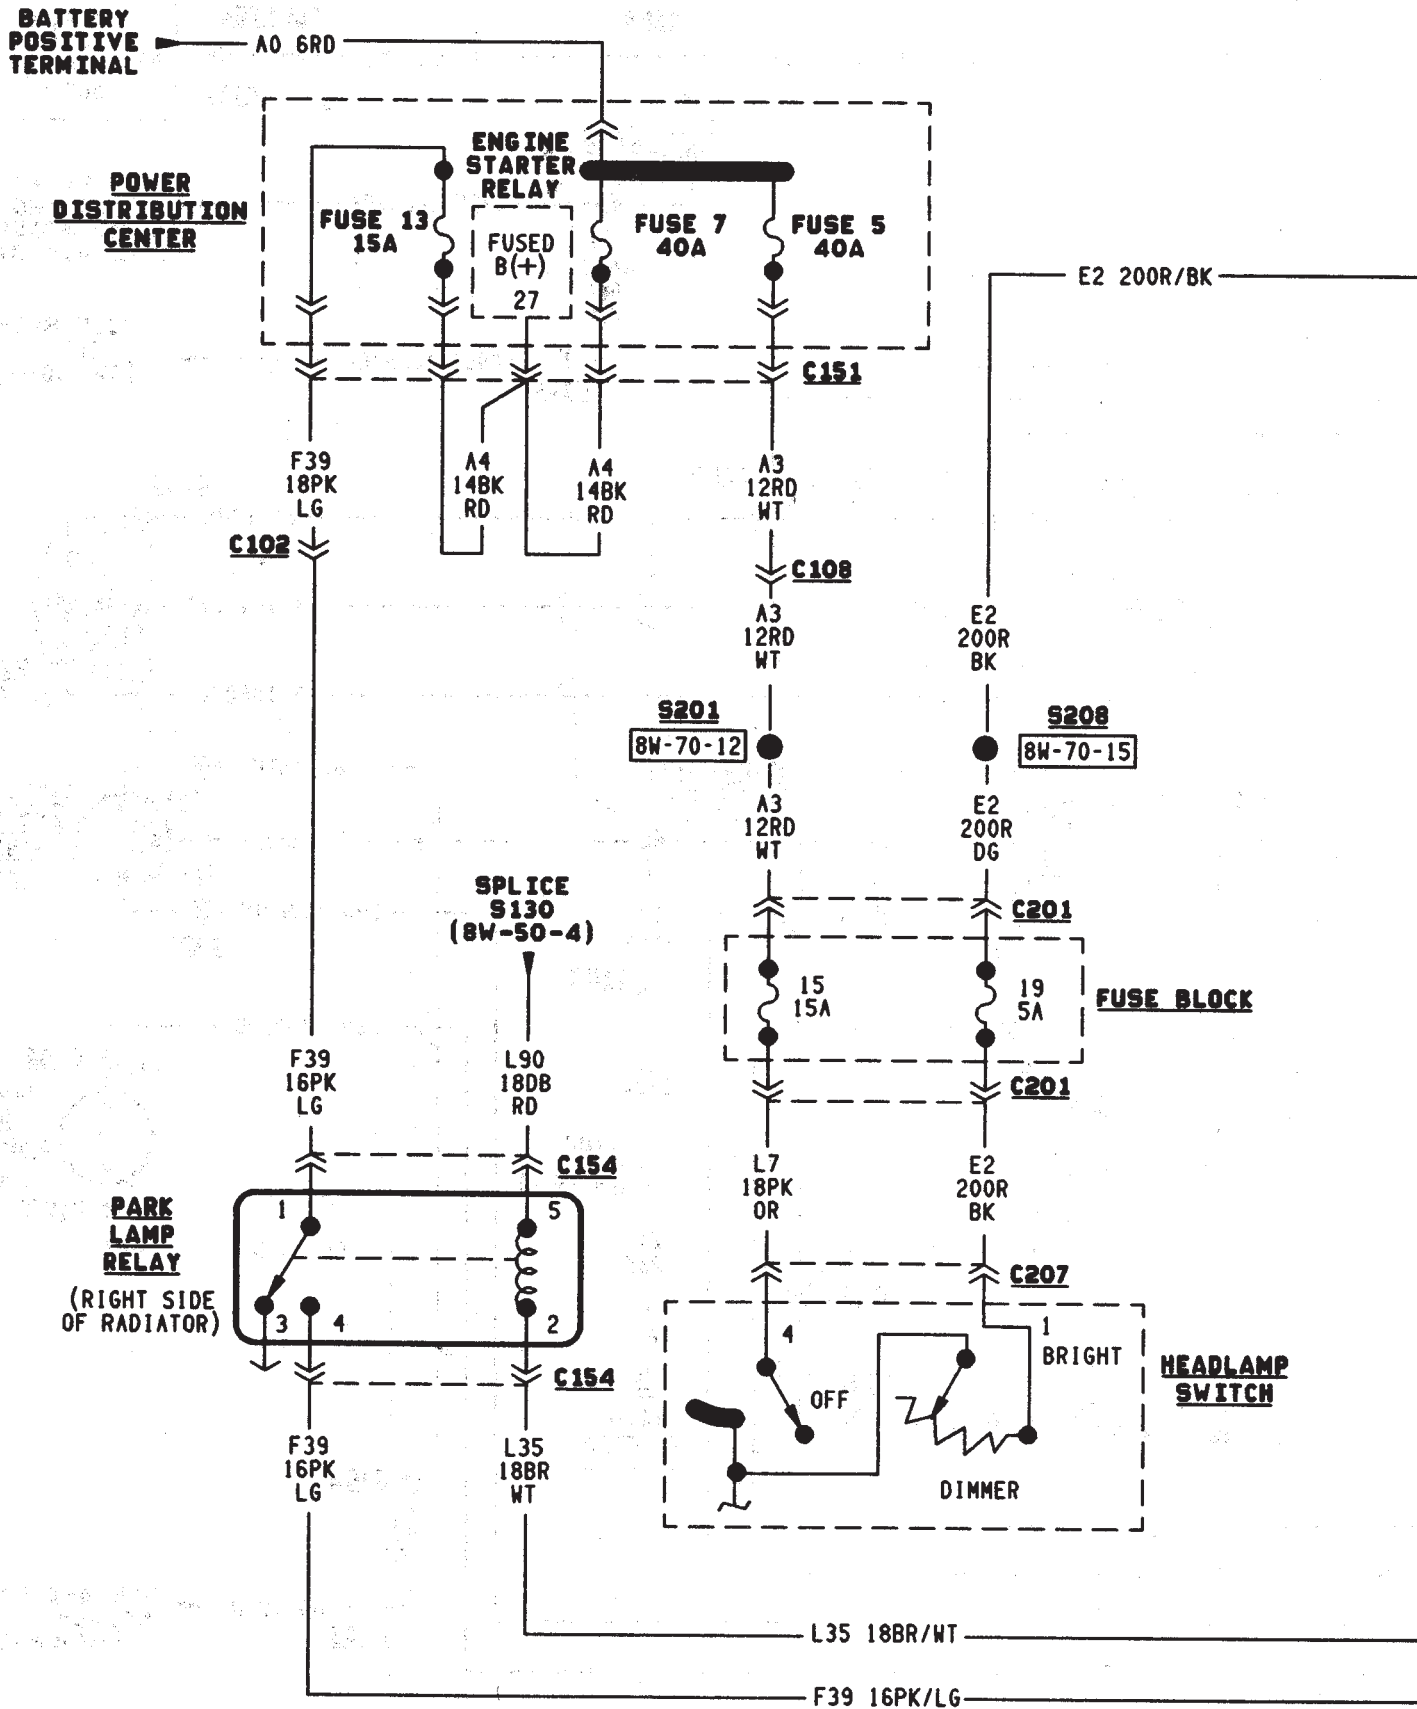 BATTERY
POSITIVE
TERMINAL
A0 6RD
POWER
DISTRIBUTION
CENTER
ENGINE
STARTER
RELAY
FUSE 13
15A
FUSED
B(+)
27
FUSE 7
40A
FUSE 5
40A
E2 200R/BK
C151
F39
18PK
LG
A4
14BK
RD
A4
14BK
RD
A3
12RD
WT
C102
C108
A3
12RD
WT
E2
200R
BK
S201
8W-70-12
S208
8W-70-15
A3
12RD
WT
E2
200R
DG
SPLICE
S130
(8W-50-4)
C201
15
15A
19
5A
FUSE BLOCK
F39
16PK
LG
L90
18DB
RD
C201
C154
L7
18PK
OR
E2
200R
BK
PARK
LAMP
RELAY
(RIGHT SIDE
OF RADIATOR)
1
5
3
4
2
C207
4
1
BRIGHT
OFF
DIMMER
HEADLAMP
SWITCH
C154
F39
16PK
LG
L35
18BR
WT
L35 18BR/WT
F39 16PK/LG